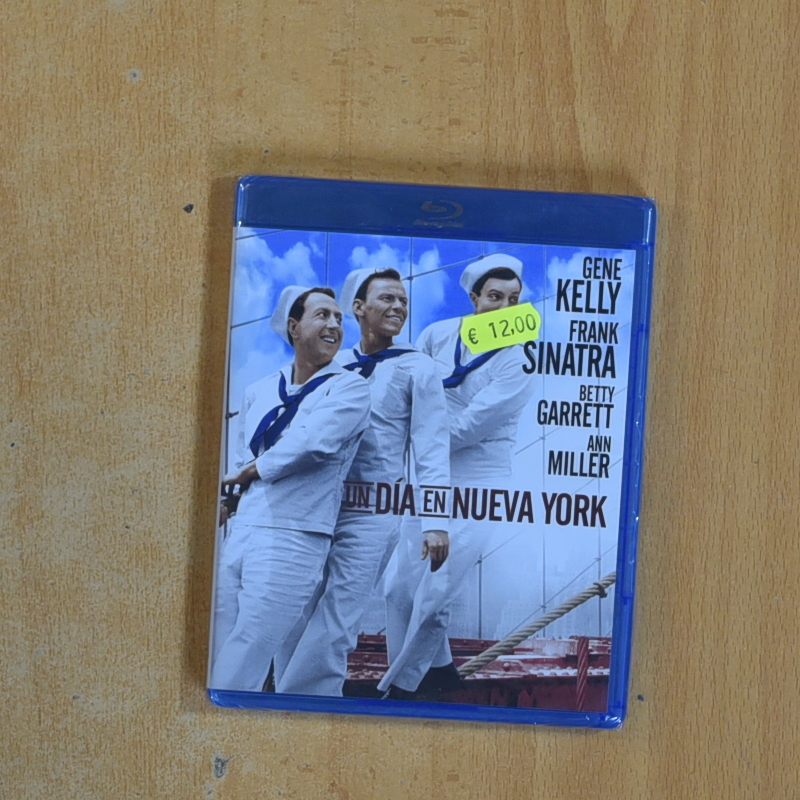 GENE
KELLY
€ 12,00
FRANK
SINATRA
BETTY
GARRETT
ANN
MILLER
UN DÍA EN NUEVA YORK